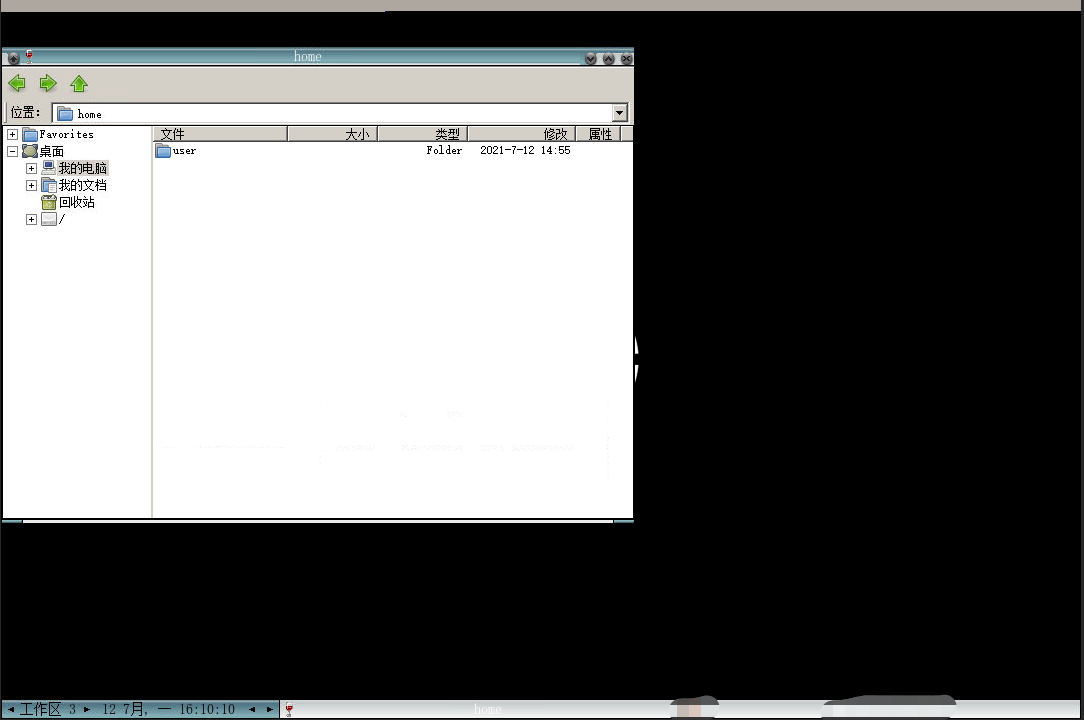 home
位置: home
Favorites
桌面
我的电脑
我的文档
回收站
/
文件 大小 类型 修改 属性
user Folder 2021-7-12 14:55
工作区 3 12 7月, 一 16:10:10 home